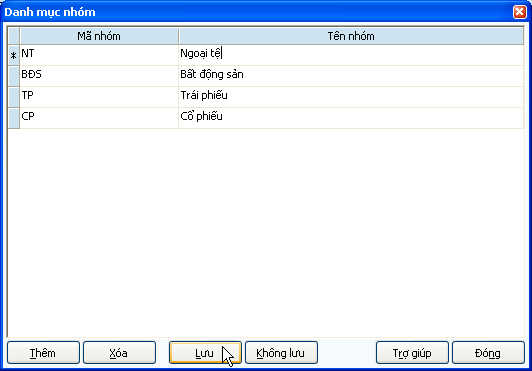 Danh mục nhóm
Mã nhóm Tên nhóm
* NT Ngoại tệ
BĐS Bất động sản
TP Trái phiếu
CP Cổ phiếu
Thêm Xóa Lưu Không lưu Trợ giúp Đóng